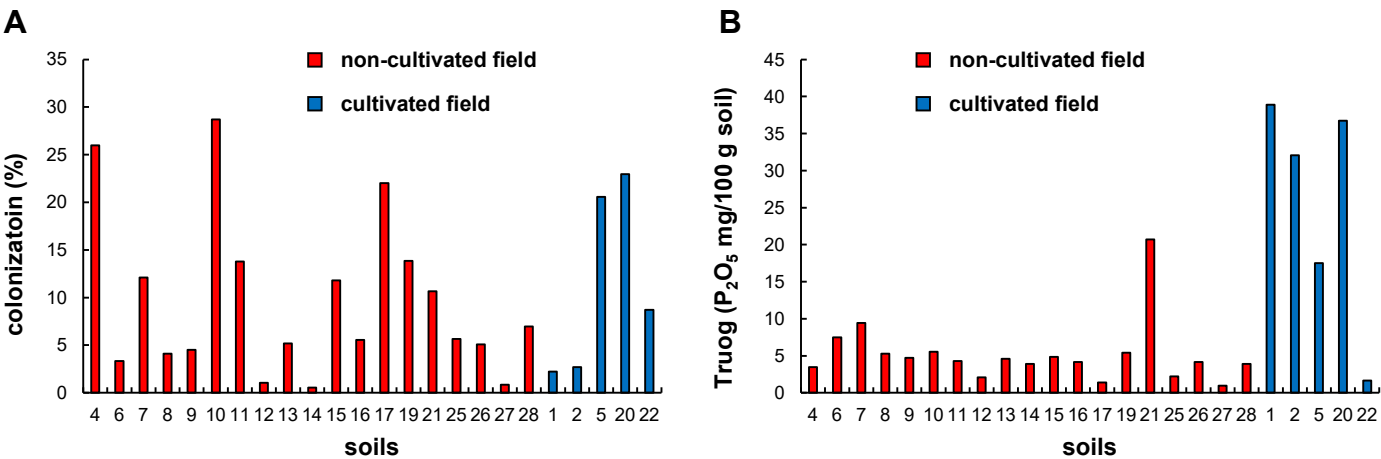 A
non-cultivated field
cultivated field
colonizatoin (%)
35
30
25
20
15
10
5
0
4 6 7 8 9 10 11 12 13 14 15 16 17 19 21 25 26 27 28 1 2 5 20 22
soils
B
non-cultivated field
cultivated field
Truog (P₂O₅ mg/100 g soil)
45
40
35
30
25
20
15
10
5
0
4 6 7 8 9 10 11 12 13 14 15 16 17 19 21 25 26 27 28 1 2 5 20 22
soils